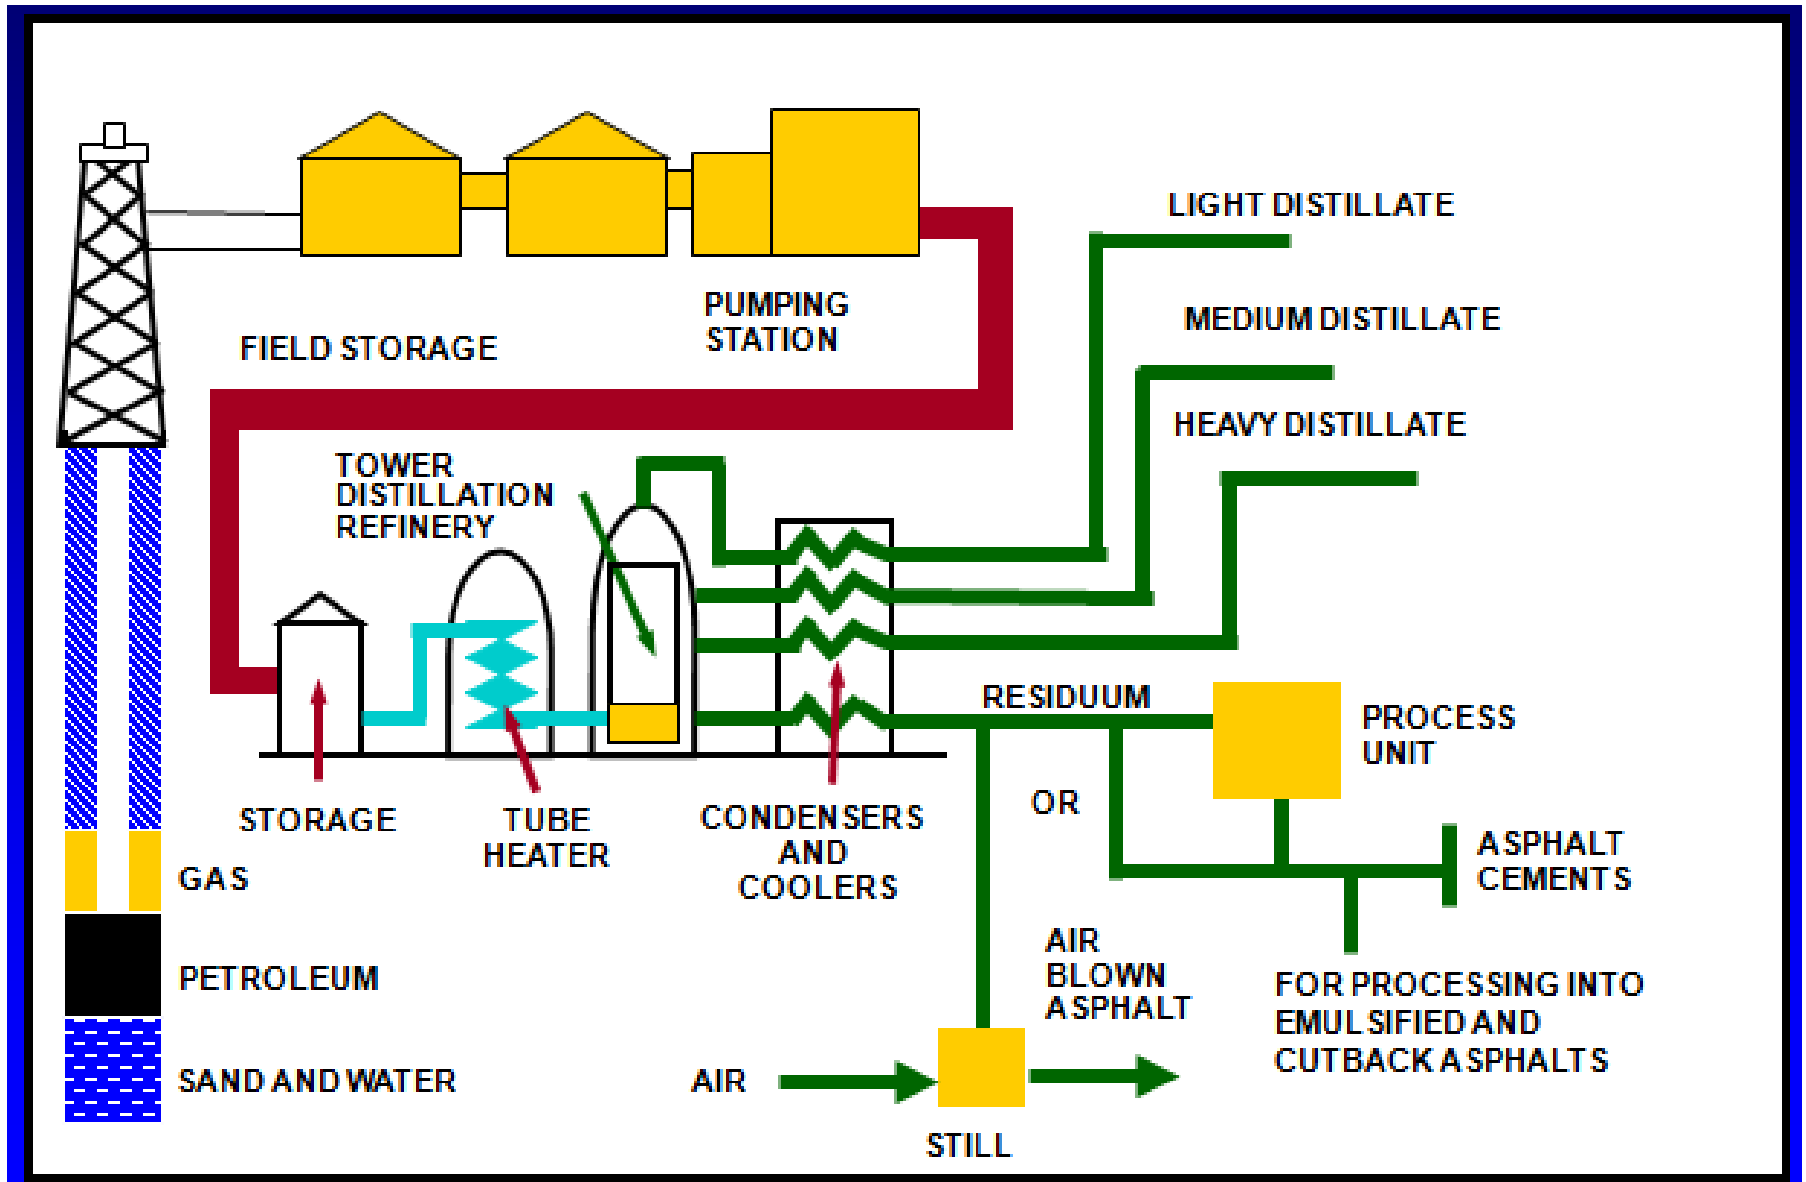 LIGHT DISTILLATE
PUMPING
STATION
MEDIUM DISTILLATE
FIELD STORAGE
HEAVY DISTILLATE
TOWER
DISTILLATION
REFINERY
RESIDUUM
PROCESS
UNIT
OR
STORAGE
TUBE
HEATER
CONDENSERS
AND
COOLERS
ASPHALT
CEMENTS
GAS
AIR
BLOWN
ASPHALT
PETROLEUM
FOR PROCESSING INTO
EMULSIFIED AND
CUTBACK ASPHALTS
SAND AND WATER
AIR
STILL